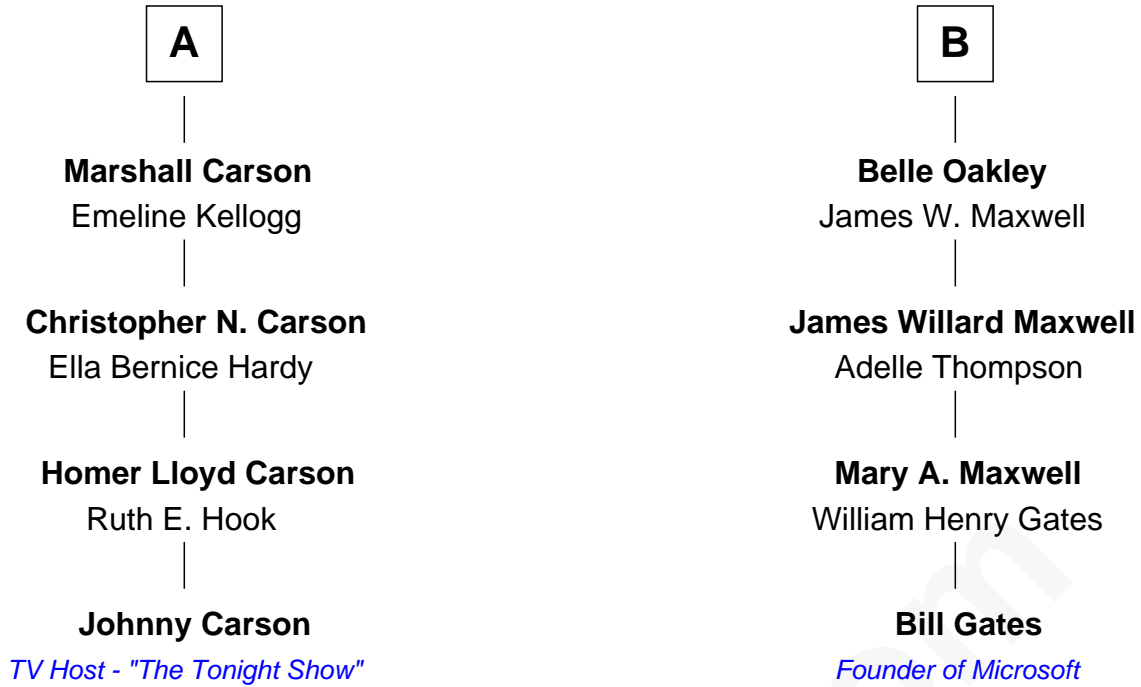 A
Marshall Carson
Emeline Kellogg
Christopher N. Carson
Ella Bernice Hardy
Homer Lloyd Carson
Ruth E. Hook
Johnny Carson
TV Host - "The Tonight Show"
B
Belle Oakley
James W. Maxwell
James Willard Maxwell
Adelle Thompson
Mary A. Maxwell
William Henry Gates
Bill Gates
Founder of Microsoft